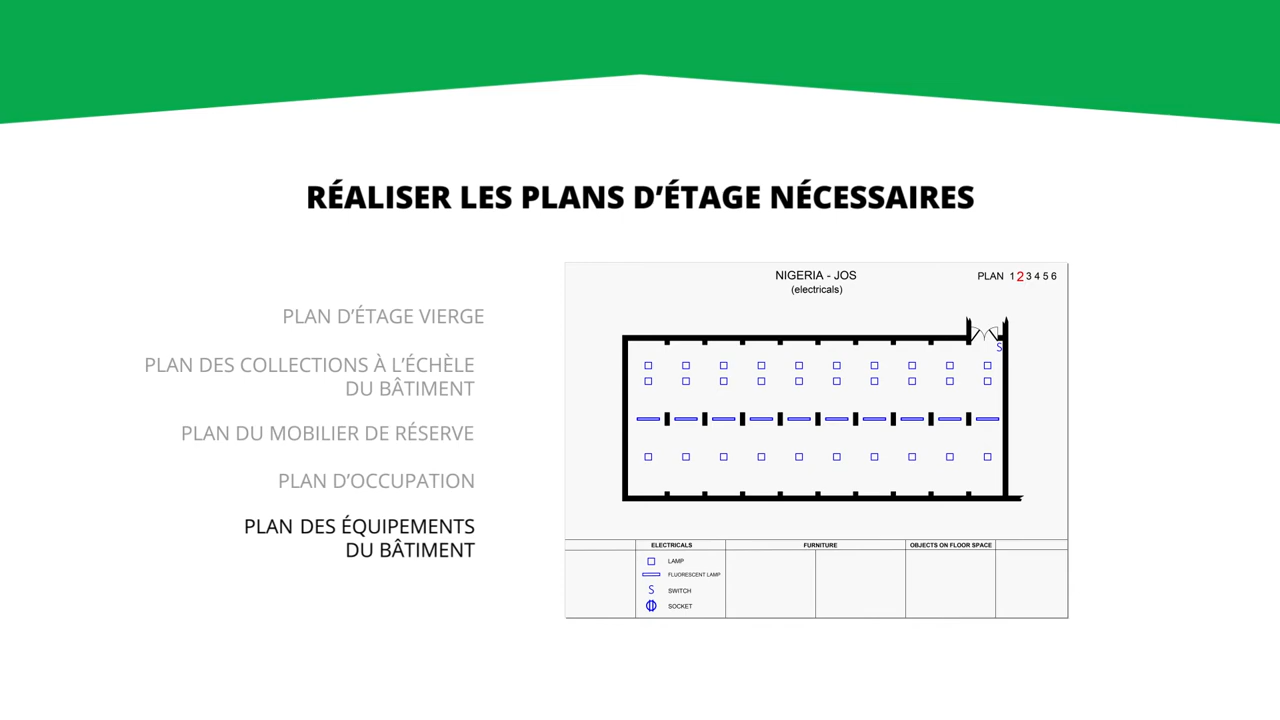 RÉALISER LES PLANS D’ÉTAGE NÉCESSAIRES
PLAN D’ÉTAGE VIERGE
PLAN DES COLLECTIONS À L’ÉCHÈLE
DU BÂTIMENT
PLAN DU MOBILIER DE RÉSERVE
PLAN D’OCCUPATION
PLAN DES ÉQUIPEMENTS
DU BÂTIMENT
NIGERIA - JOS
(electricals)
PLAN 1 2 3 4 5 6
S
ELECTRICALS
FURNITURE
OBJECTS ON FLOOR SPACE
LAMP
FLUORESCENT LAMP
S SWITCH
SOCKET